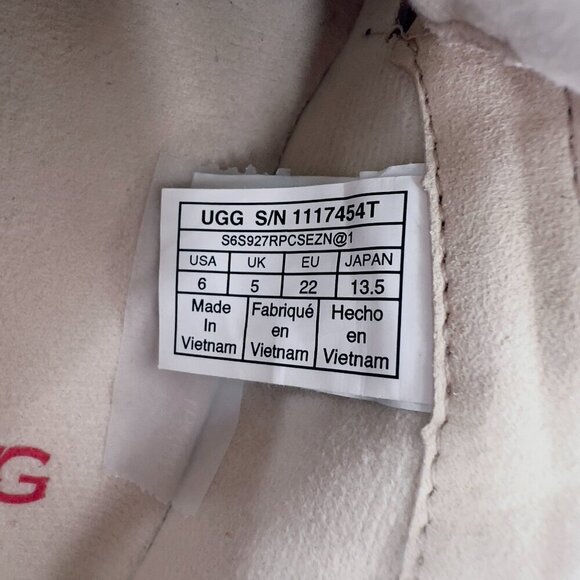 UGG S/N 1117454T
S6S927RPCSEZN@1
USA UK EU JAPAN
6 5 22 13.5
Made Fabriqué Hecho
In en en
Vietnam Vietnam Vietnam
G